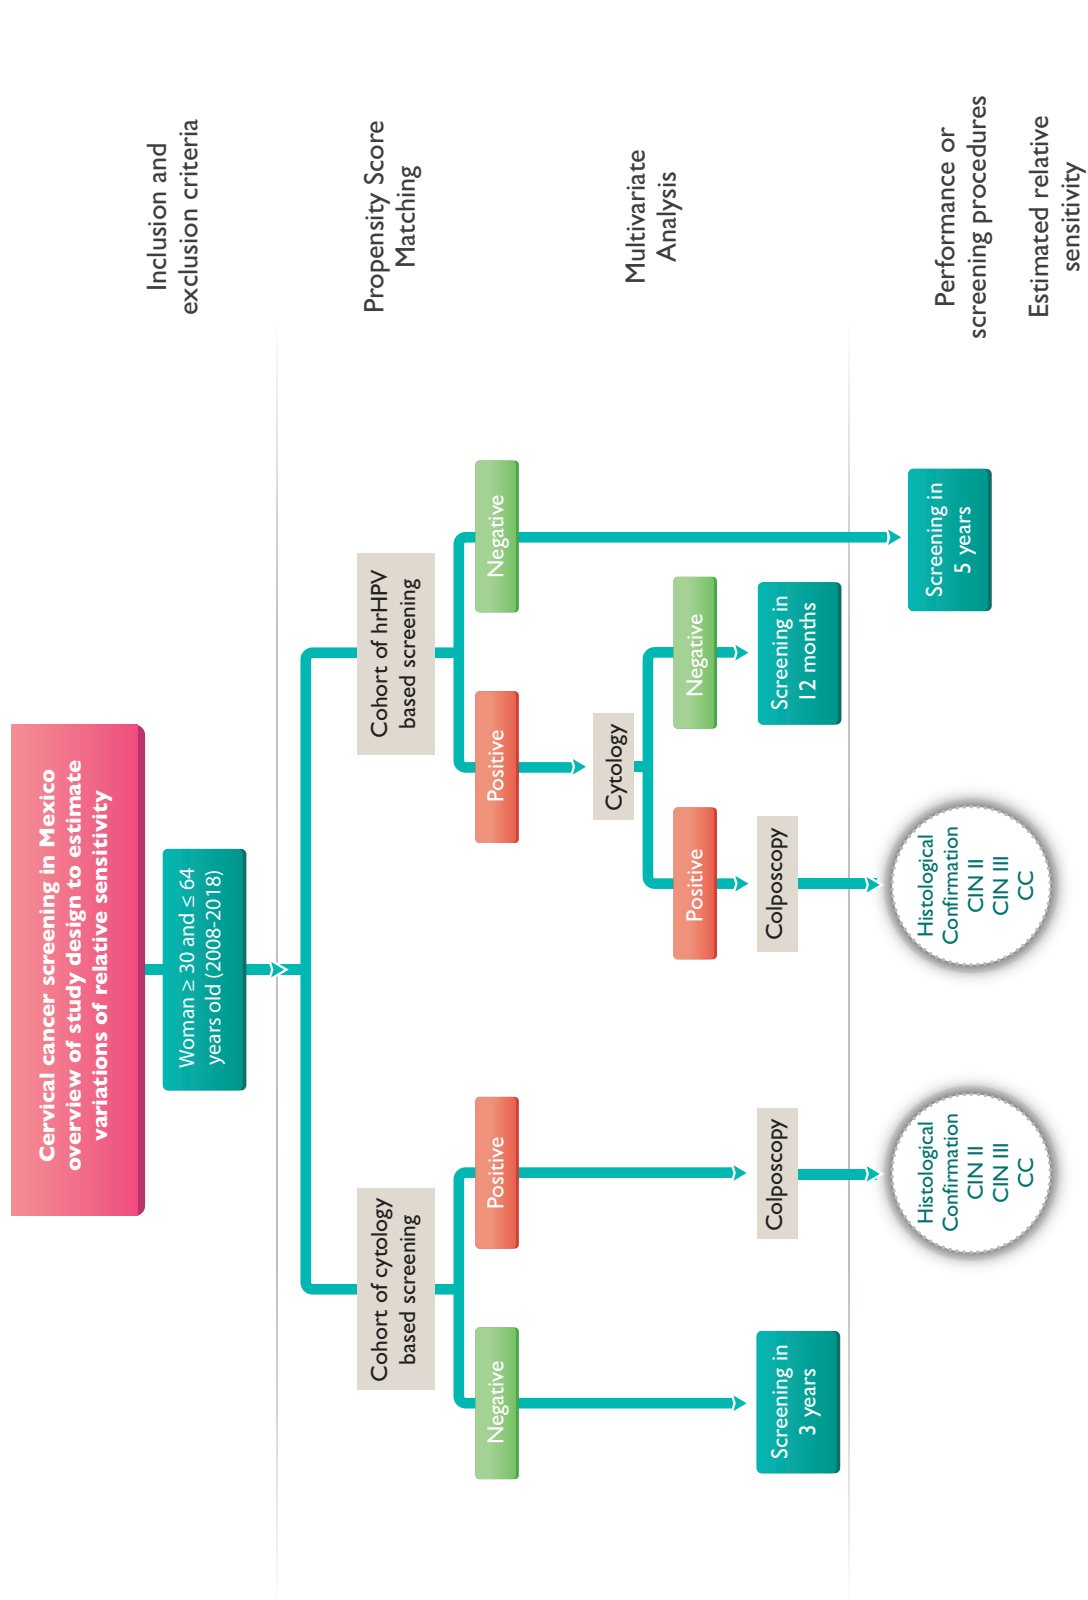 Cervical cancer screening in Mexico
overview of study design to estimate
variations of relative sensitivity
Woman ≥ 30 and ≤ 64
years old (2008-2018)
Inclusion and
exclusion criteria
Cohort of cytology
based screening
Cohort of hrHPV
based screening
Propensity Score
Matching
Negative
Positive
Positive
Negative
Cytology
Multivariate
Analysis
Positive
Negative
Screening in
3 years
Colposcopy
Colposcopy
Screening in
12 months
Histological
Confirmation
CIN II
CIN III
CC
Histological
Confirmation
CIN II
CIN III
CC
Screening in
5 years
Performance or
screening procedures
Estimated relative
sensitivity